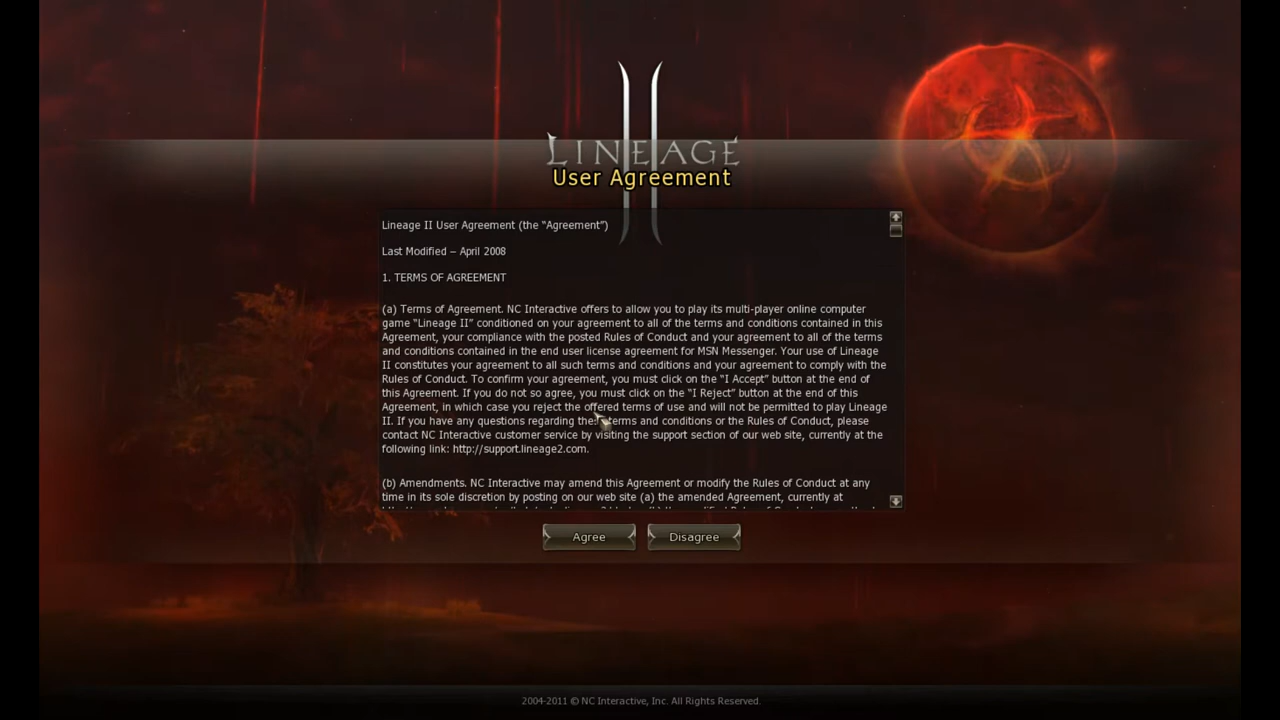 LINEAGE
User Agreement
Lineage II User Agreement (the “Agreement”)
Last Modified – April 2008
1. TERMS OF AGREEMENT
(a) Terms of Agreement. NC Interactive offers to allow you to play its multi-player online computer
game “Lineage II” conditioned on your agreement to all of the terms and conditions contained in this
Agreement, your compliance with the posted Rules of Conduct and your agreement to all of the terms
and conditions contained in the end user license agreement for MSN Messenger. Your use of Lineage
II constitutes your agreement to all such terms and conditions and your agreement to comply with the
Rules of Conduct. To confirm your agreement, you must click on the “I Accept” button at the end of
this Agreement. If you do not so agree, you must click on the “I Reject” button at the end of this
Agreement, in which case you reject the offered terms of use and will not be permitted to play Lineage
II. If you have any questions regarding the terms and conditions or the Rules of Conduct, please
contact NC Interactive customer service by visiting the support section of our web site, currently at the
following link: http://support.lineage2.com.
(b) Amendments. NC Interactive may amend this Agreement or modify the Rules of Conduct at any
time in its sole discretion by posting on our web site (a) the amended Agreement, currently at
Agree Disagree
2004-2011 © NC Interactive, Inc. All Rights Reserved.